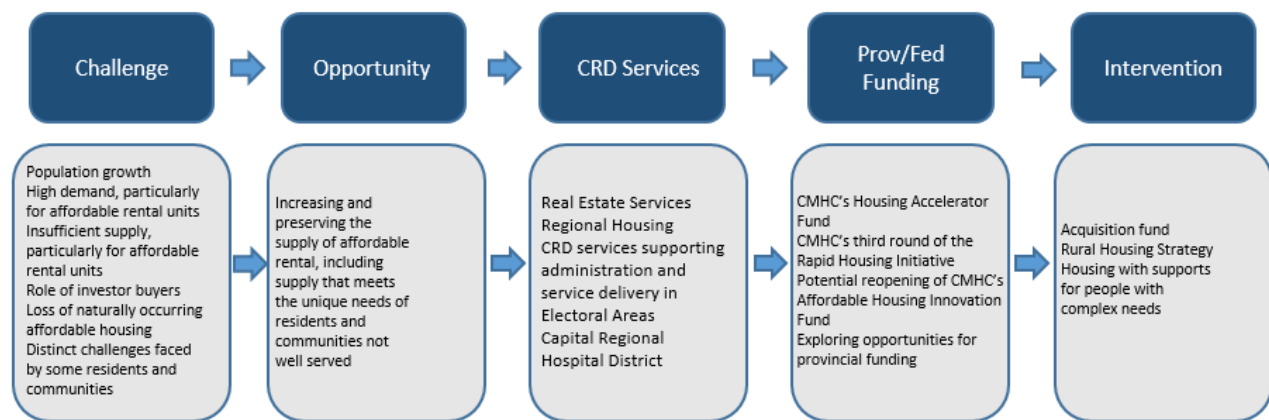 Challenge
Opportunity
CRD Services
Prov/Fed
Funding
Intervention
Population growth
High demand, particularly
for affordable rental units
Insufficient supply,
particularly for affordable
rental units
Role of investor buyers
Loss of naturally occurring
affordable housing
Distinct challenges faced
by some residents and
communities
Increasing and
preserving the
supply of affordable
rental, including
supply that meets
the unique needs of
residents and
communities not
well served
Real Estate Services
Regional Housing
CRD services supporting
administration and
service delivery in
Electoral Areas
Capital Regional
Hospital District
CMHC's Housing Accelerator
Fund
CMHC's third round of the
Rapid Housing Initiative
Potential reopening of CMHC's
Affordable Housing Innovation
Fund
Exploring opportunities for
provincial funding
Acquisition fund
Rural Housing Strategy
Housing with supports
for people with
complex needs